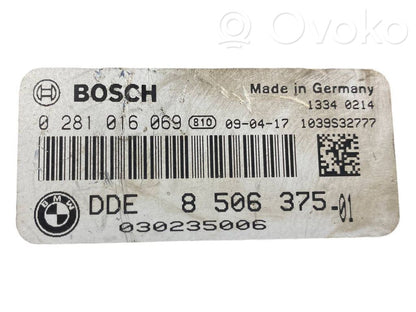 Ovoko
BOSCH
Made in Germany
1334 0214
0 281 016 069 810 09-04-17 1039S32777
BMW
DDE 8 506 375-01
030235006